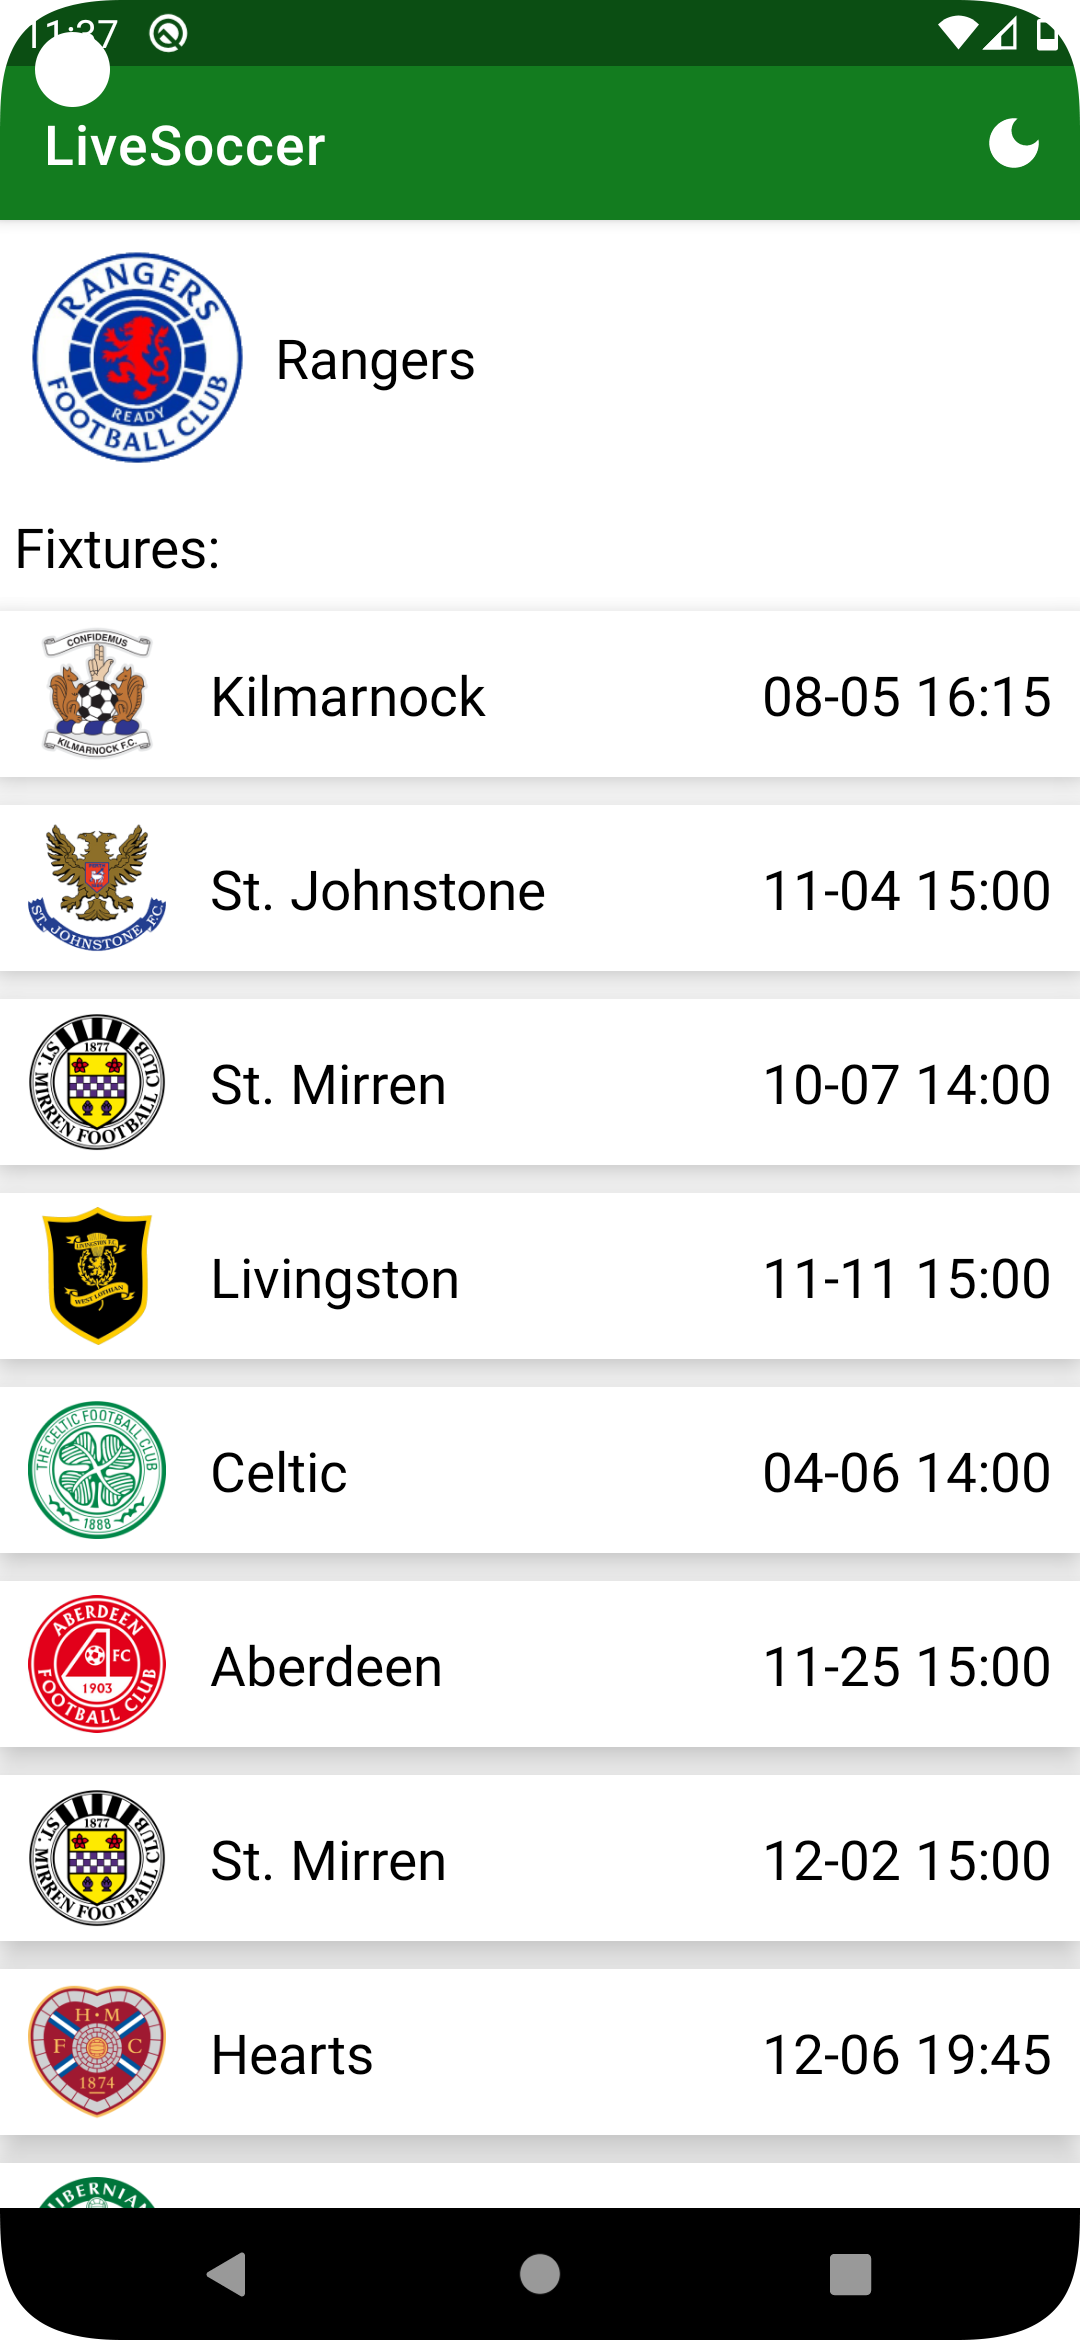 LiveSoccer
RANGERS
READY
FOOTBALL CLUB
Rangers
Fixtures:
CONFIDEMUS
KILMARNOCK F.C.
Kilmarnock 08-05 16:15
ST. JOHNSTONE F.C.
St. Johnstone 11-04 15:00
1877
ST. MIRREN FOOTBALL CLUB
St. Mirren 10-07 14:00
LIVINGSTON F.C.
WEST LOTHIAN
Livingston 11-11 15:00
THE CELTIC FOOTBALL CLUB
1888
Celtic 04-06 14:00
ABERDEEN
FC
1903
FOOTBALL CLUB
Aberdeen 11-25 15:00
1877
ST. MIRREN FOOTBALL CLUB
St. Mirren 12-02 15:00
H · M
F C
1874
Hearts 12-06 19:45